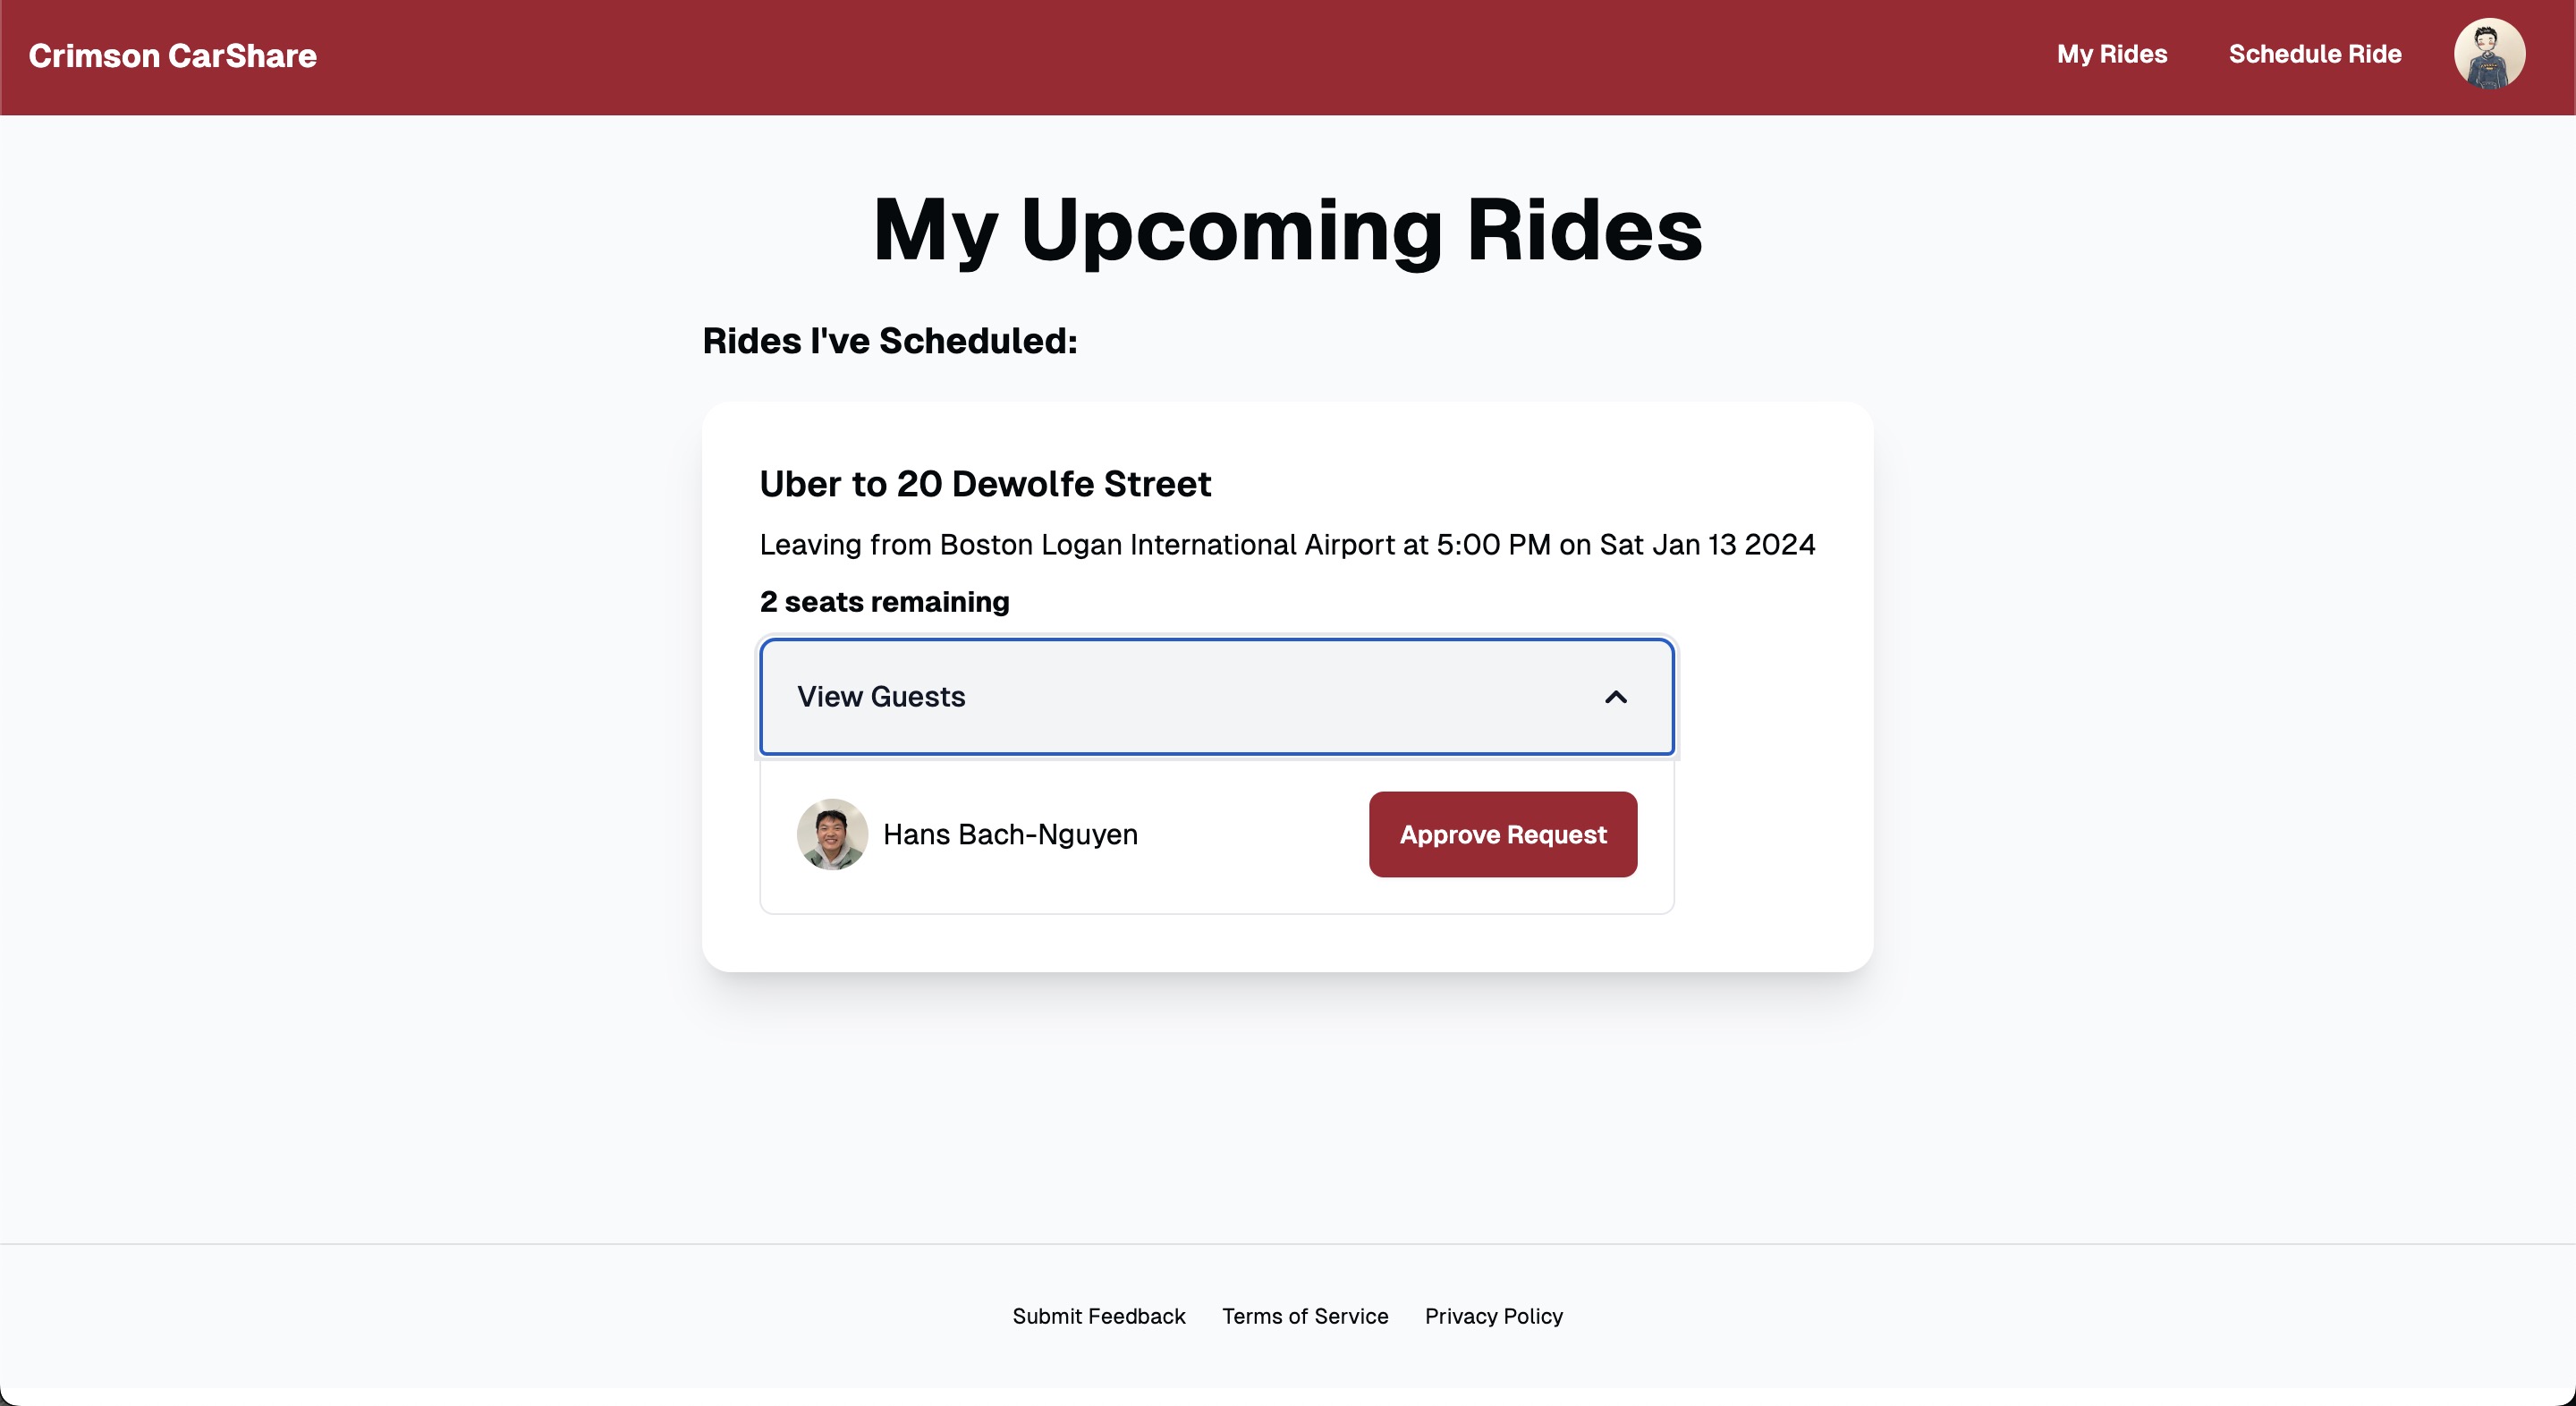 Crimson CarShare
My Rides
Schedule Ride
My Upcoming Rides
Rides I've Scheduled:
Uber to 20 Dewolfe Street
Leaving from Boston Logan International Airport at 5:00 PM on Sat Jan 13 2024
2 seats remaining
View Guests
Hans Bach-Nguyen
Approve Request
Submit Feedback
Terms of Service
Privacy Policy